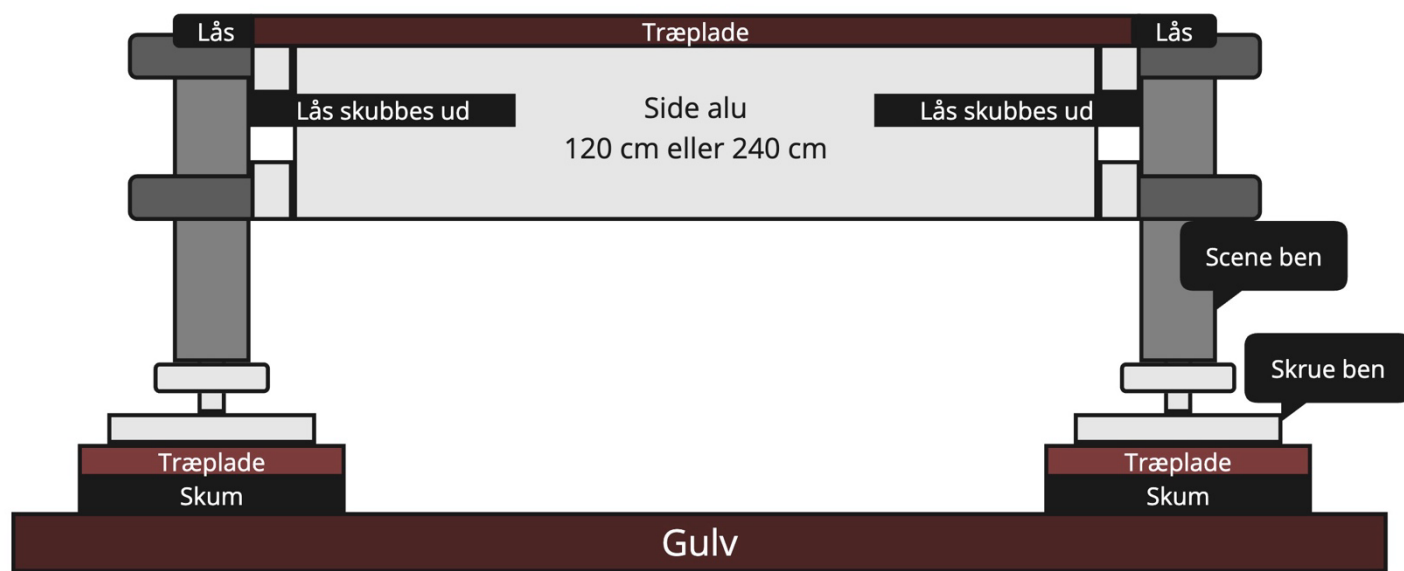 Lås
Træplade
Lås
Lås skubbes ud
Side alu
120 cm eller 240 cm
Lås skubbes ud
Scene ben
Skrue ben
Træplade
Skum
Træplade
Skum
Gulv